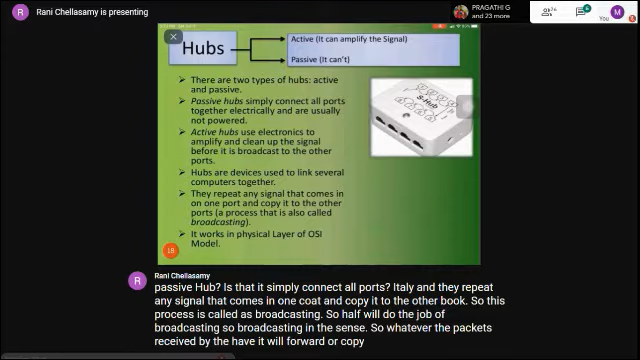 R Rani Chellasamy is presenting
PRAGATHI G
and 23 more
26
6
You
M
Hubs
Active (It can amplify the Signal)
Passive (It can't)
There are two types of hubs: active
and passive.
Passive hubs simply connect all ports
together electrically and are usually
not powered.
Active hubs use electronics to
amplify and clean up the signal
before it is broadcast to the other
ports.
Hubs are devices used to link several
computers together.
They repeat any signal that comes in
on one port and copy it to the other
ports (a process that is also called
broadcasting).
It works in physical Layer of OSI
Model.
18
R Rani Chellasamy
passive Hub? Is that it simply connect all ports? Italy and they repeat
any signal that comes in one coat and copy it to the other book. So this
process is called as broadcasting. So half will do the job of
broadcasting so broadcasting in the sense. So whatever the packets
received by the have it will forward or copy